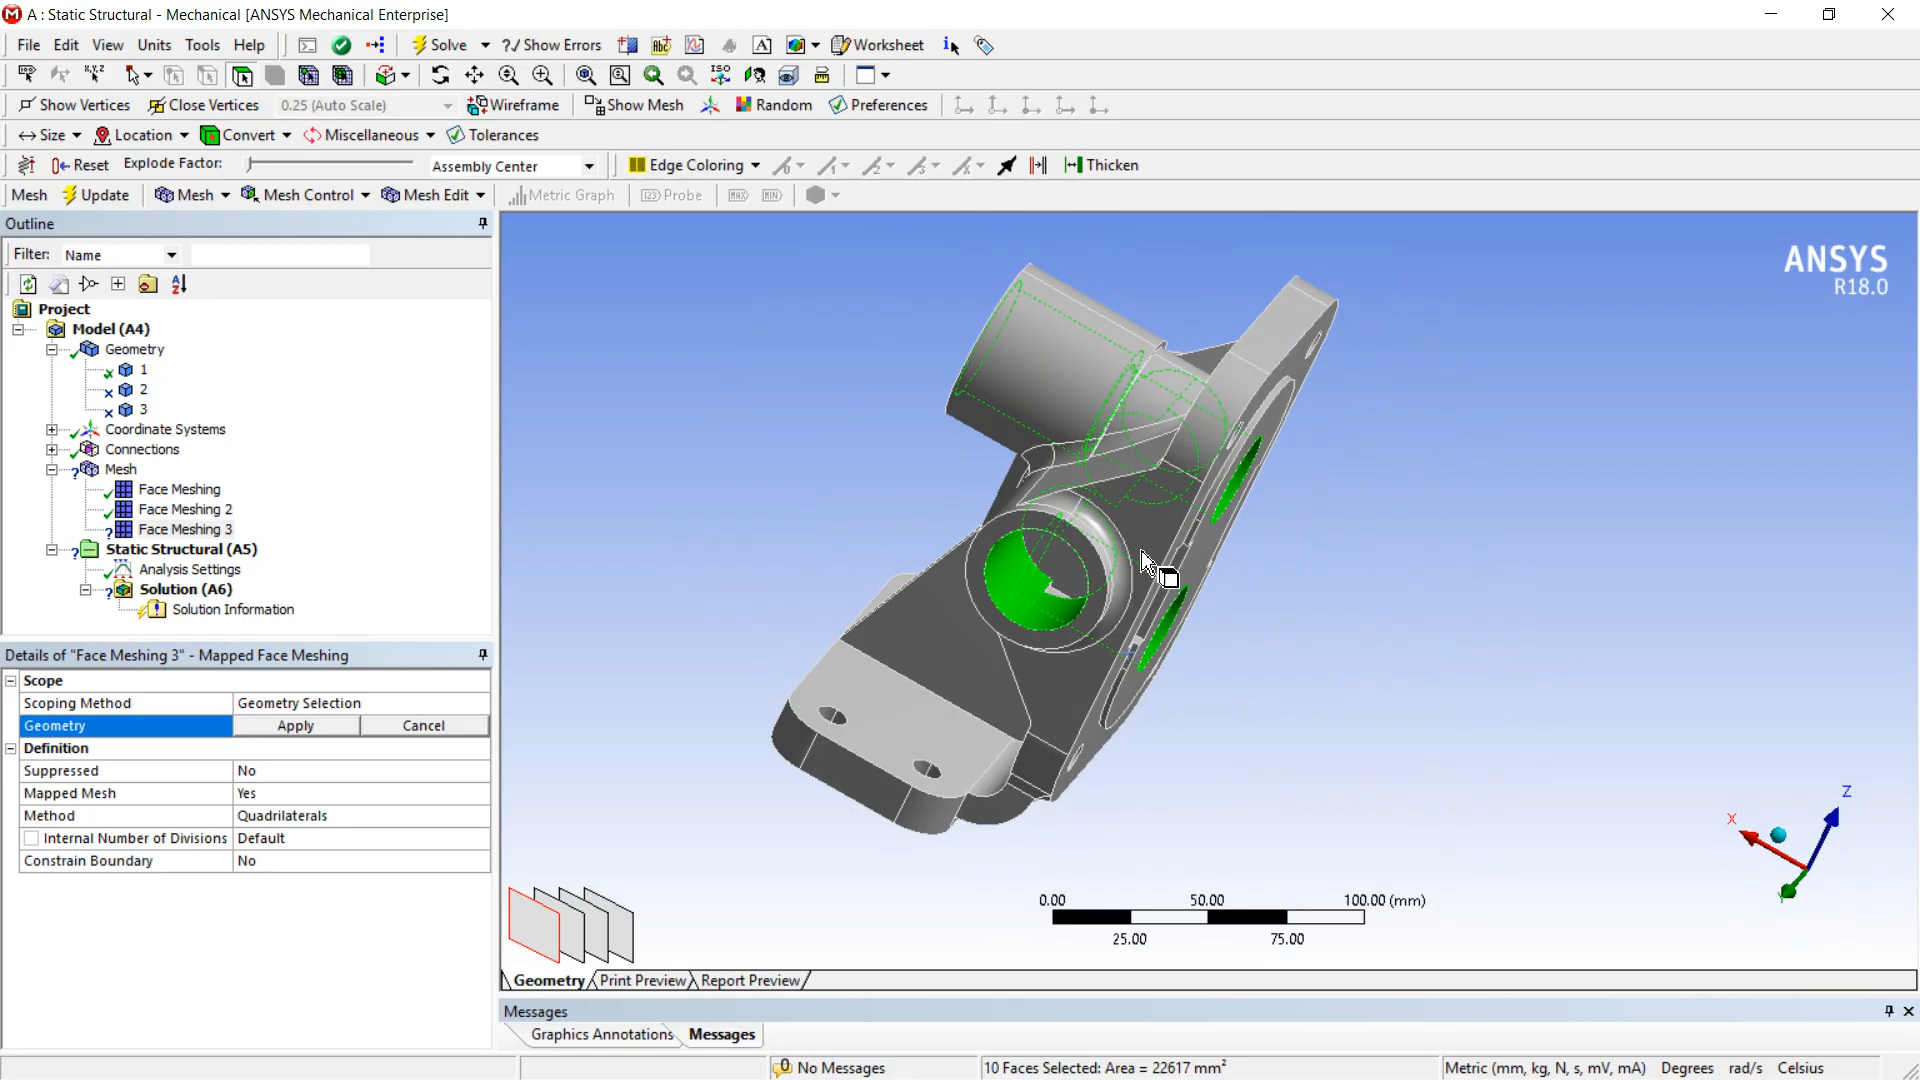 A : Static Structural - Mechanical [ANSYS Mechanical Enterprise]
File Edit View Units Tools Help Solve ?/ Show Errors Worksheet
Show Vertices Close Vertices 0.25 (Auto Scale) Wireframe Show Mesh Random Preferences
Size Location Convert Miscellaneous Tolerances
Reset Explode Factor: Assembly Center Edge Coloring Thicken
Mesh Update Mesh Mesh Control Mesh Edit Metric Graph Probe
Outline
Filter: Name
Project
Model (A4)
Geometry
1
2
3
Coordinate Systems
Connections
Mesh
Face Meshing
Face Meshing 2
Face Meshing 3
Static Structural (A5)
Analysis Settings
Solution (A6)
Solution Information
Details of "Face Meshing 3" - Mapped Face Meshing
Scope
Scoping Method Geometry Selection
Geometry Apply Cancel
Definition
Suppressed No
Mapped Mesh Yes
Method Quadrilaterals
Internal Number of Divisions Default
Constrain Boundary No
ANSYS
R18.0
Z
X
Y
0.00 50.00 100.00 (mm)
25.00 75.00
Geometry Print Preview Report Preview
Messages
Graphics Annotations Messages
No Messages 10 Faces Selected: Area = 22617 mm² Metric (mm, kg, N, s, mV, mA) Degrees rad/s Celsius